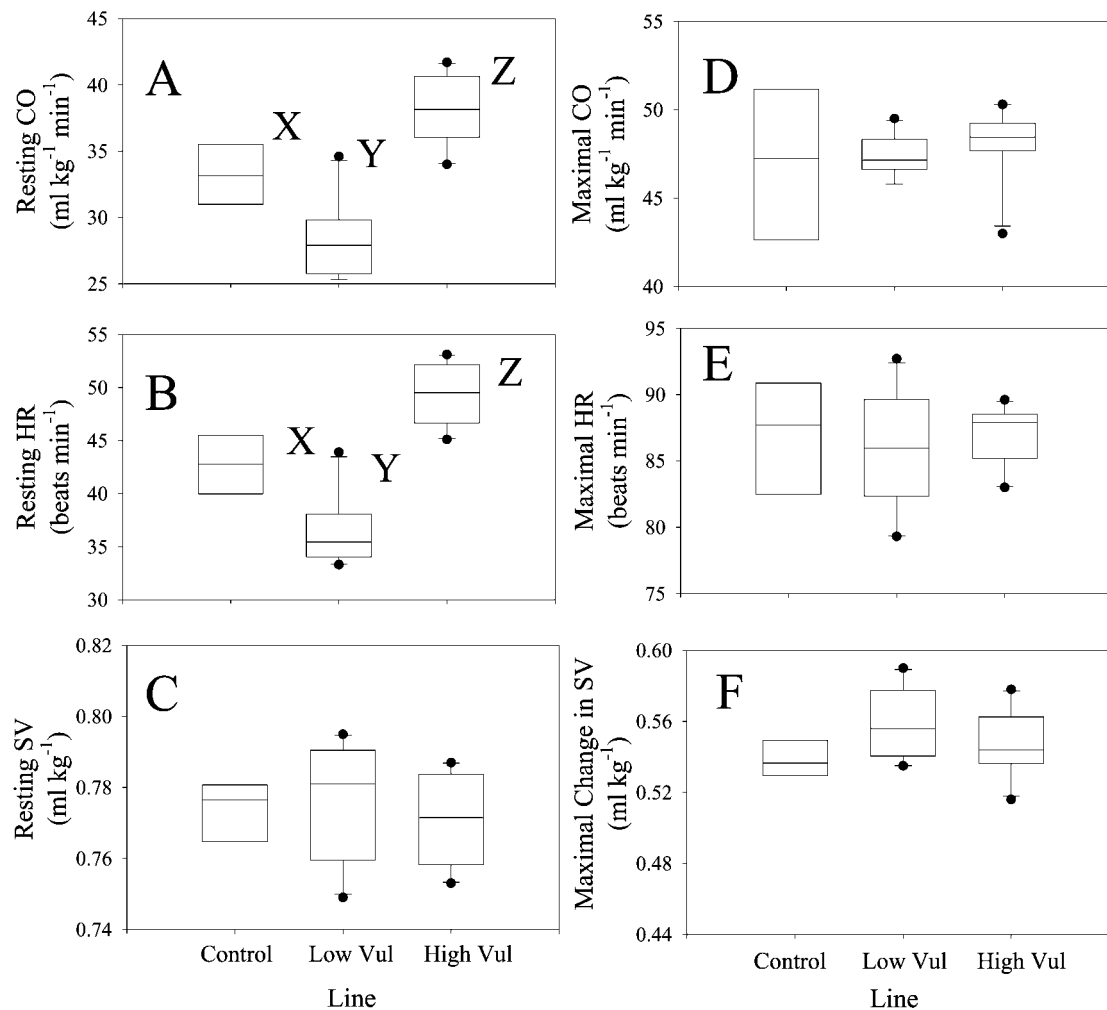 Resting CO
(ml kg-1 min-1)
45
40
35
30
25
A
X
Y
Z
Maximal CO
(ml kg-1 min-1)
55
50
45
40
D
Resting HR
(beats min-1)
55
50
45
40
35
30
B
X
Y
Z
Maximal HR
(beats min-1)
95
90
85
80
75
E
Resting SV
(ml kg-1)
0.82
0.80
0.78
0.76
0.74
C
Control Low Vul High Vul
Line
Maximal Change in SV
(ml kg-1)
0.60
0.56
0.52
0.48
0.44
F
Control Low Vul High Vul
Line